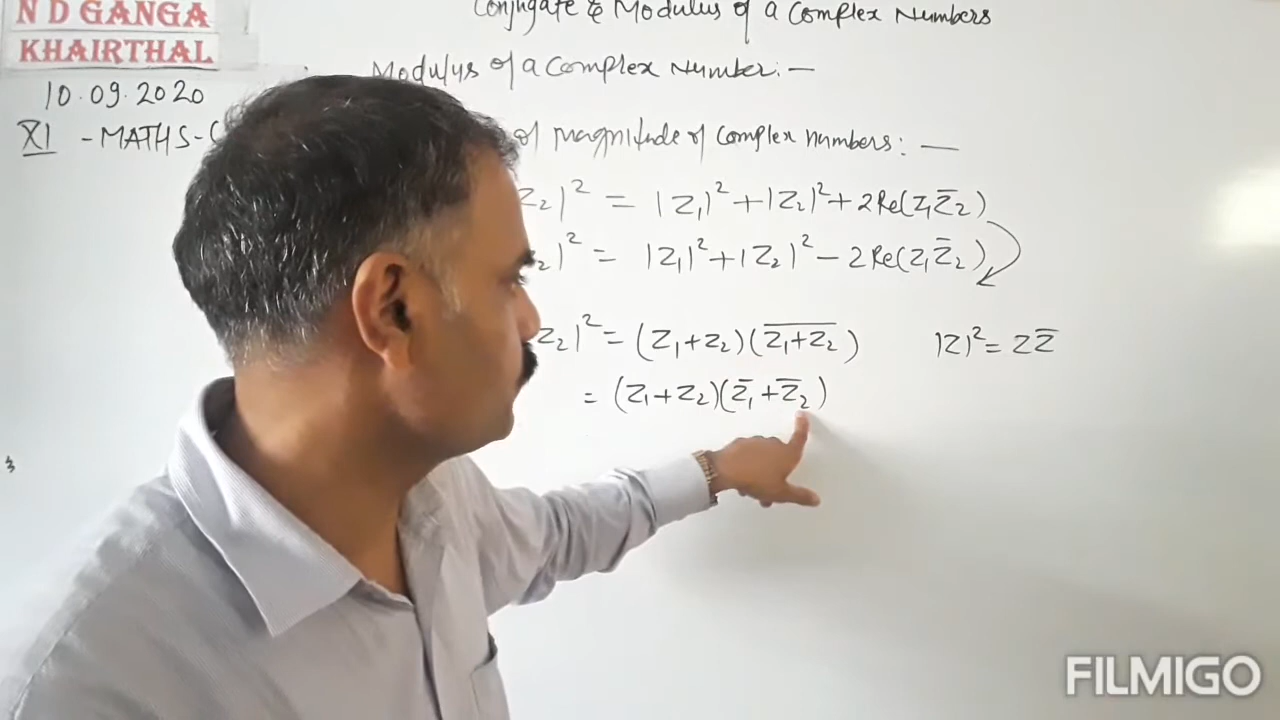 N D GANGA
KHAIRTHAL
10.09.2020
XI - MATHS - (
Conjugate & Modulus of a Complex Numbers
Modulus of a Complex Number: —
of magnitude of Complex numbers: —
z₂|² = |z₁|² + |z₂|² + 2Re(z₁z̄₂)
|² = |z₁|² + |z₂|² - 2Re(z₁z̄₂)
z₂|² = (z₁+z₂)(\overline{z₁+z₂}) |z|² = zz̄
= (z₁+z₂)(z̄₁+z̄₂)
FILMIGO